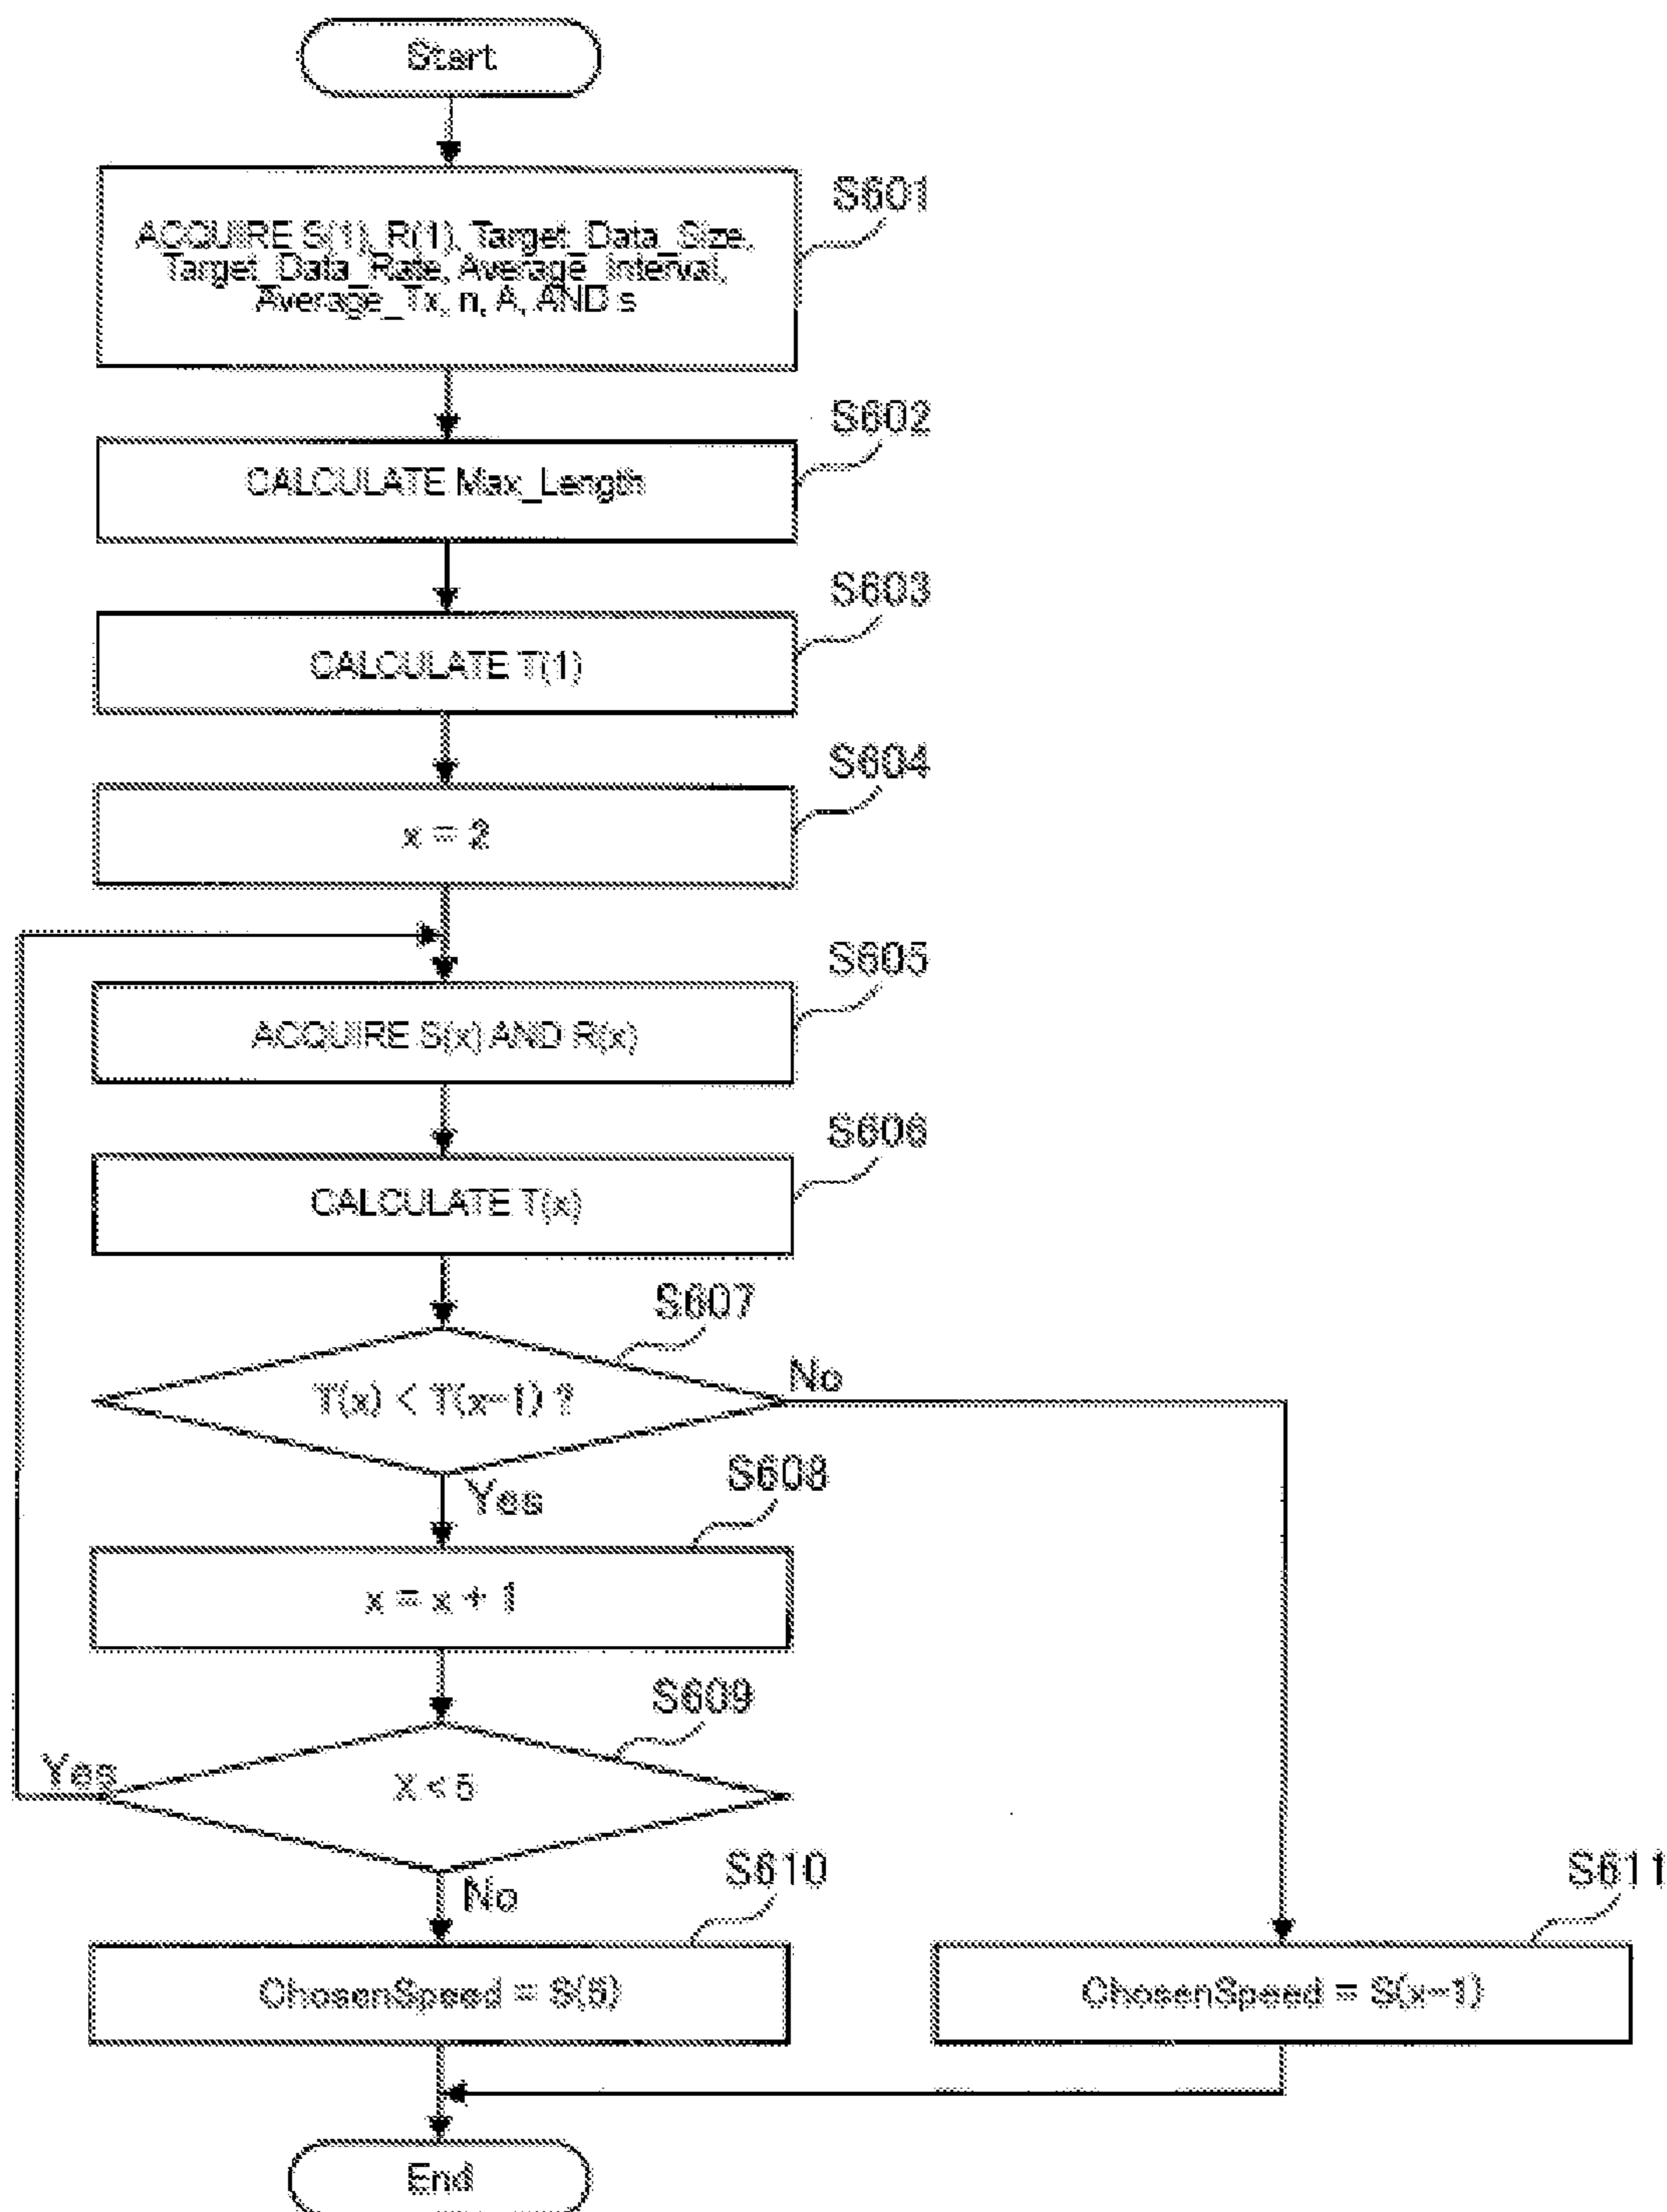 Start
S601
ACQUIRE S(1), R(1), Target_Data_Size,
Target_Data_Rate, Average_Interval,
Average_Tx, n, A, AND s
S602
CALCULATE Max_Length
S603
CALCULATE T(1)
S604
x = 2
S605
ACQUIRE S(x) AND R(x)
S606
CALCULATE T(x)
S607
T(x) < T(x-1) ?
No
Yes
S608
x = x + 1
S609
Yes
X < 5
No
S610
ChosenSpeed = S(5)
S611
ChosenSpeed = S(x-1)
End